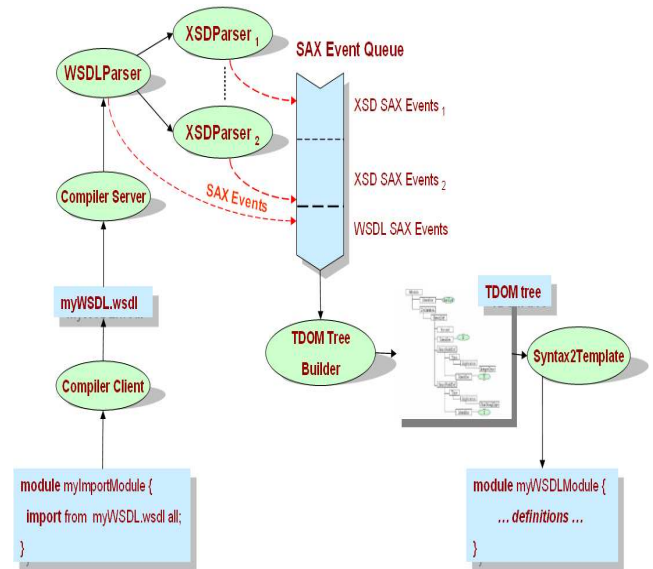 XSDParser 1
SAX Event Queue
WSDLParser
XSD SAX Events 1
XSDParser 2
XSD SAX Events 2
SAX Events
Compiler Server
WSDL SAX Events
myWSDL.wsdl
TDOM tree
TDOM Tree
Builder
Syntax2Template
Compiler Client
module myImportModule {
import from myWSDL.wsdl all;
}
module myWSDLModule {
... definitions ...
}